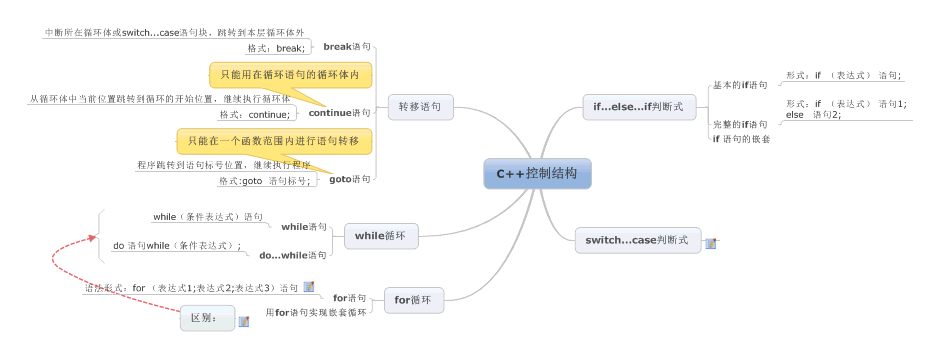 中断所在循环体或switch...case语句块，跳转到本层循环体外
格式：break;
break语句
只能用在循环语句的循环体内
从循环体中当前位置跳转到循环的开始位置，继续执行循环体
格式：continue;
continue语句
只能在一个函数范围内进行语句转移
程序跳转到语句标号位置，继续执行程序
格式:goto 语句标号;
goto语句
转移语句
while（条件表达式）语句
while语句
do 语句while（条件表达式）;
do...while语句
while循环
语法形式：for （表达式1;表达式2;表达式3）语句
for语句
用for语句实现嵌套循环
for循环
区别：
C++控制结构
if...else...if判断式
基本的if语句
形式：if （表达式） 语句;
完整的if语句
形式：if （表达式） 语句1;
else 语句2;
if 语句的嵌套
switch...case判断式